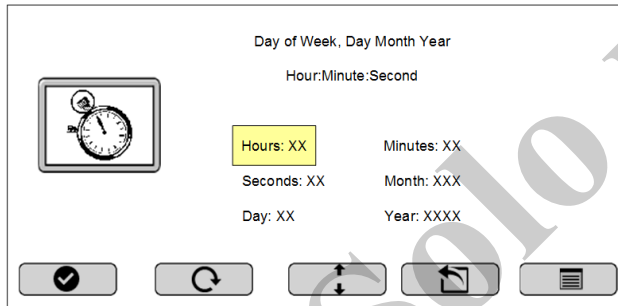 Day of Week, Day Month Year
Hour:Minute:Second
Hours: XX Minutes: XX
Seconds: XX Month: XXX
Day: XX Year: XXXX
Solo